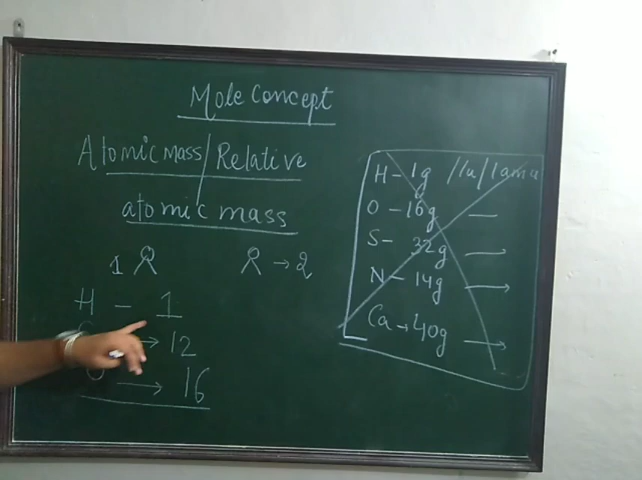 Mole Concept
Atomic mass/Relative
atomic mass
1
→ 2
H – 1
→ 12
→ 16
H – 1g /1u/1amu
O – 16g —
S – 32g →
N – 14g →
Ca → 40g →